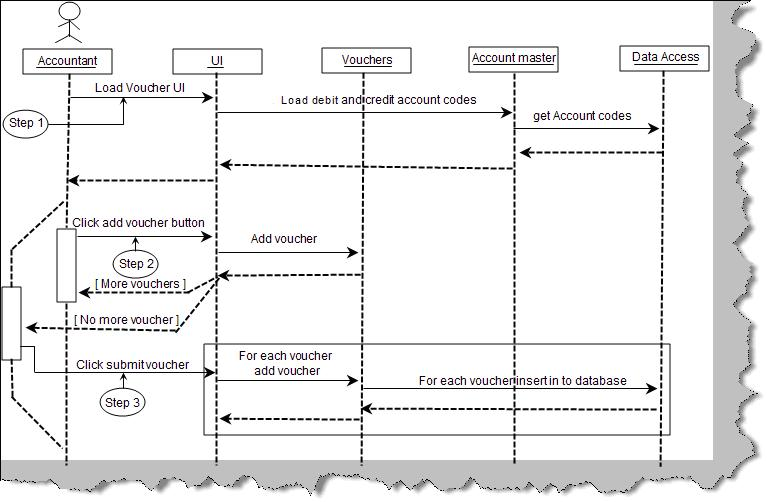 Accountant
UI
Vouchers
Account master
Data Access
Load Voucher UI
Step 1
Load debit and credit account codes
get Account codes
Click add voucher button
Step 2
Add voucher
[ More vouchers ]
[ No more voucher ]
Click submit voucher
Step 3
For each voucher
add voucher
For each voucher insert in to database